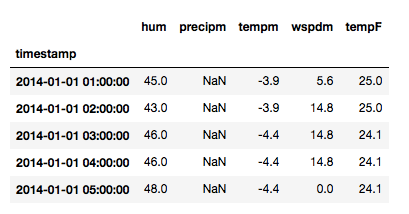 hum precipm tempm wspdm tempF
timestamp
2014-01-01 01:00:00 45.0 NaN -3.9 5.6 25.0
2014-01-01 02:00:00 43.0 NaN -3.9 14.8 25.0
2014-01-01 03:00:00 46.0 NaN -4.4 14.8 24.1
2014-01-01 04:00:00 46.0 NaN -4.4 14.8 24.1
2014-01-01 05:00:00 48.0 NaN -4.4 0.0 24.1